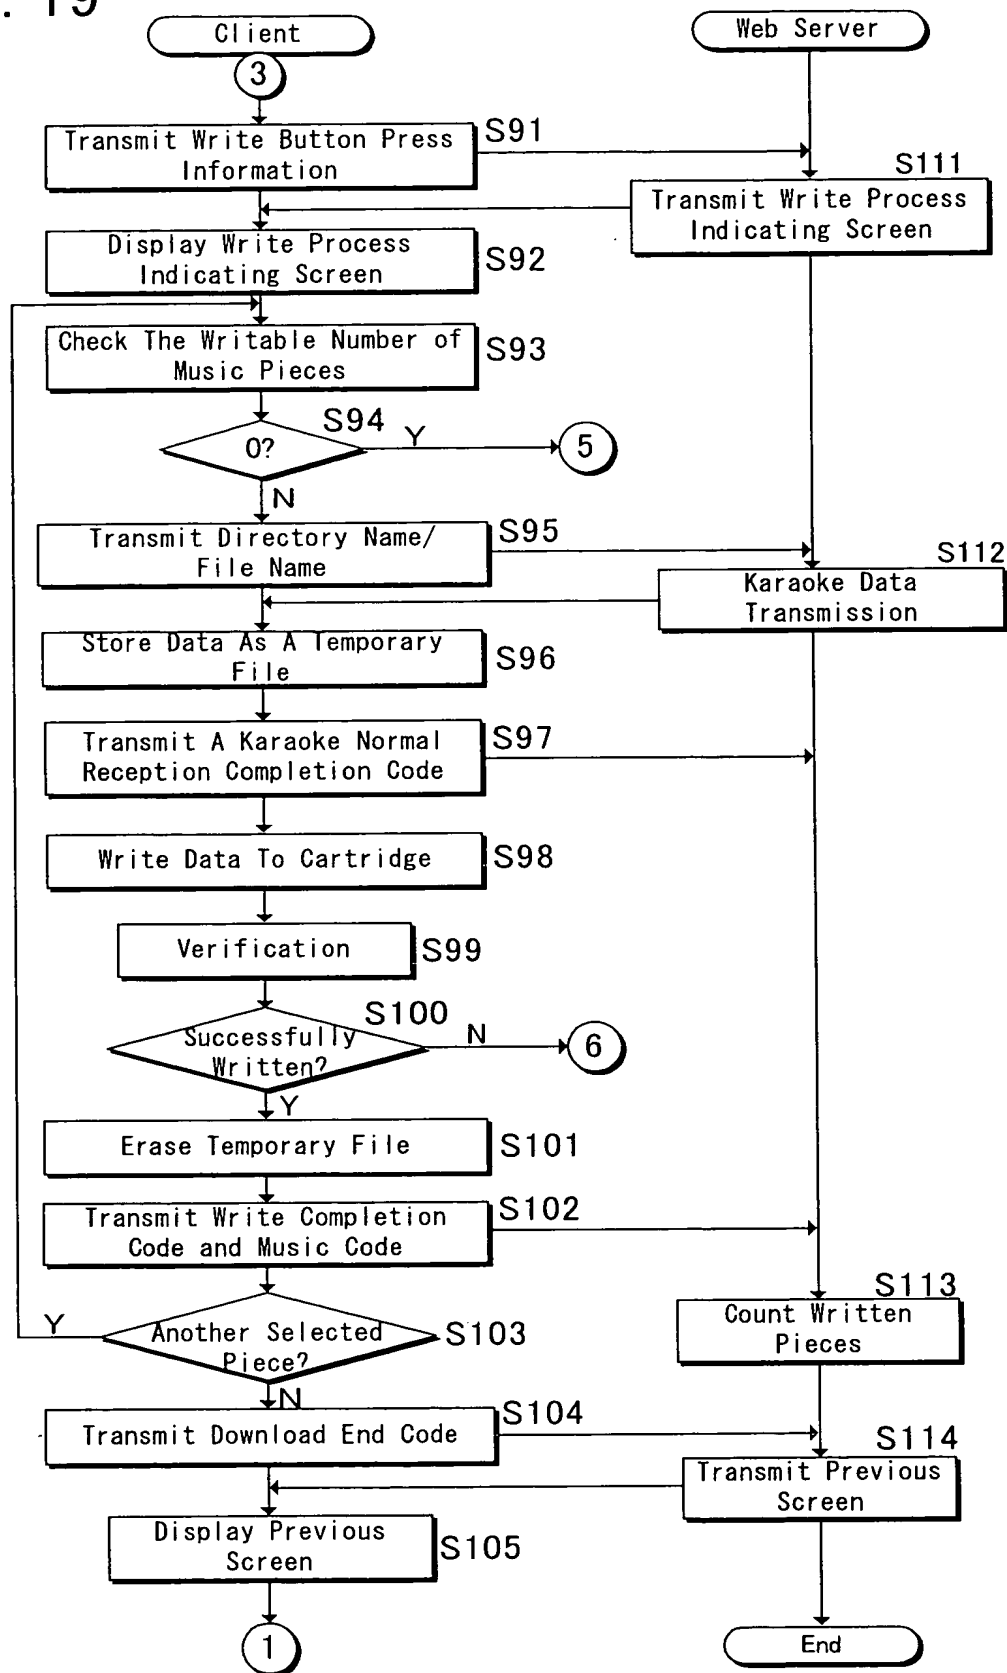 . 19
Client
Web Server
3
Transmit Write Button Press
Information
S91
S111
Transmit Write Process
Indicating Screen
Display Write Process
Indicating Screen
S92
Check The Writable Number of
Music Pieces
S93
S94
0?
Y
5
N
Transmit Directory Name/
File Name
S95
S112
Karaoke Data
Transmission
Store Data As A Temporary
File
S96
Transmit A Karaoke Normal
Reception Completion Code
S97
Write Data To Cartridge
S98
Verification
S99
S100
Successfully
Written?
N
6
Y
Erase Temporary File
S101
Transmit Write Completion
Code and Music Code
S102
S113
Count Written
Pieces
Y
Another Selected
Piece?
S103
N
Transmit Download End Code
S104
S114
Transmit Previous
Screen
Display Previous
Screen
S105
1
End